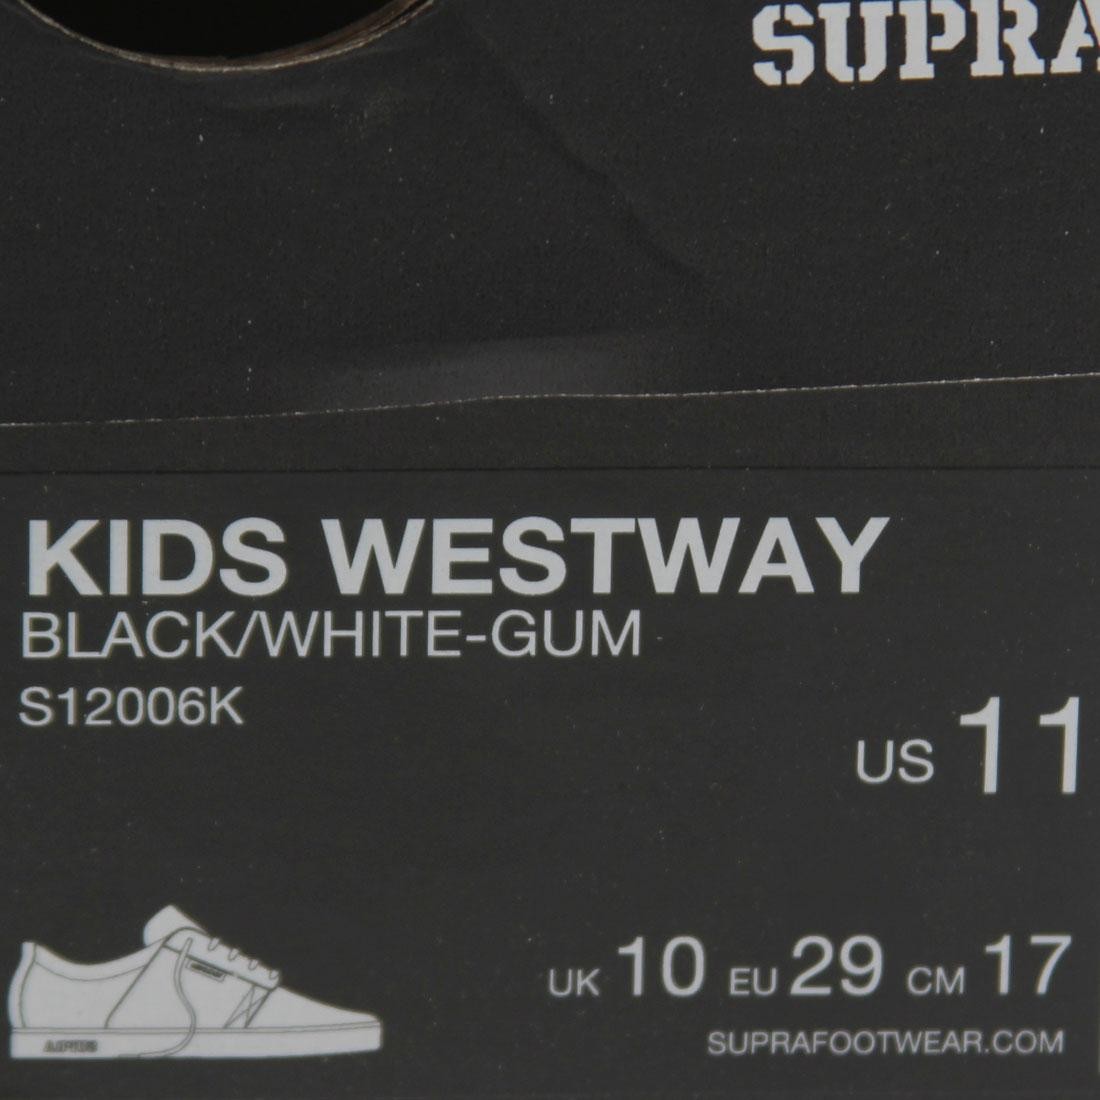 SUPRA
KIDS WESTWAY
BLACK/WHITE-GUM
S12006K
US 11
UK 10 EU 29 CM 17
SUPRAFOOTWEAR.COM